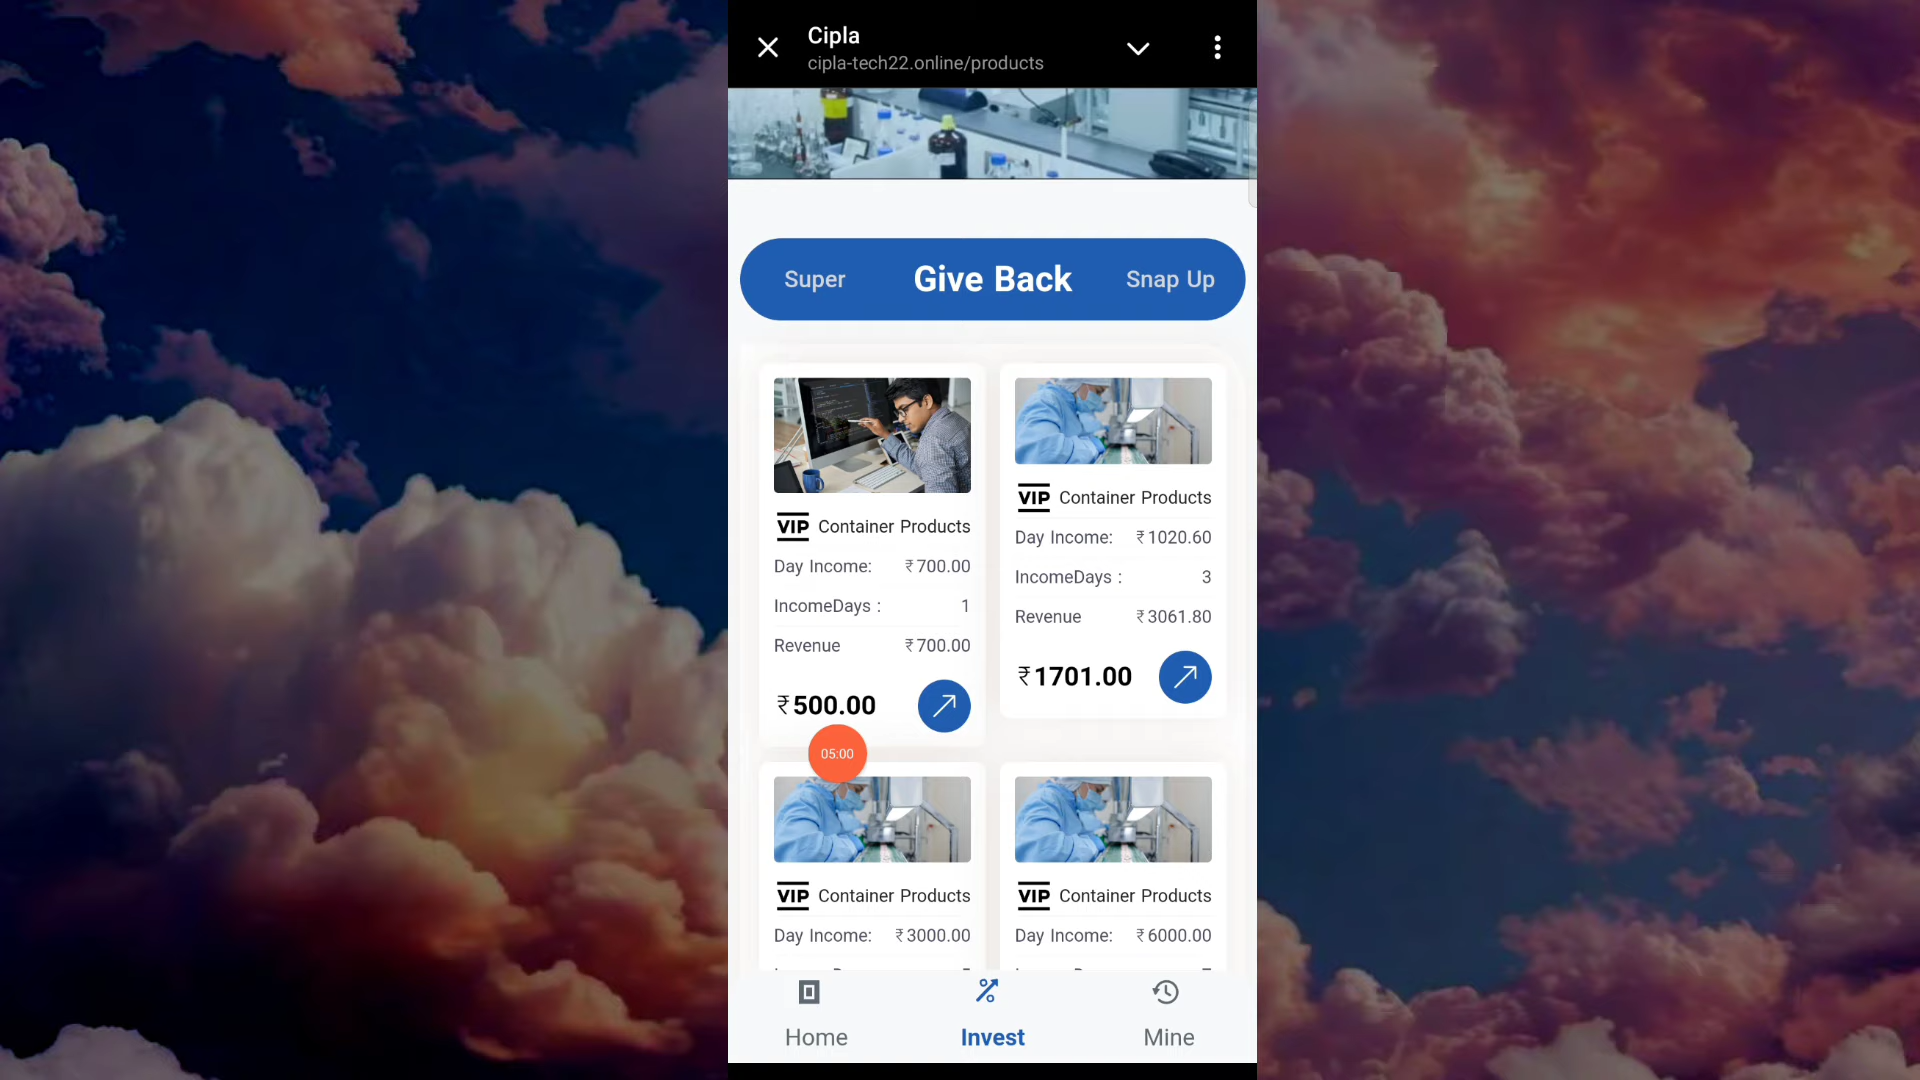 Cipla
cipla-tech22.online/products
Super Give Back Snap Up
VIP Container Products
Day Income: ₹700.00
IncomeDays : 1
Revenue ₹700.00
₹500.00
VIP Container Products
Day Income: ₹1020.60
IncomeDays : 3
Revenue ₹3061.80
₹1701.00
05:00
VIP Container Products
Day Income: ₹3000.00
VIP Container Products
Day Income: ₹6000.00
Home Invest Mine